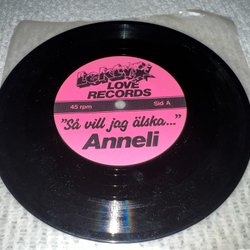 LOVE
RECORDS
45 rpm Sid A
"Så vill jag älska..."
Anneli